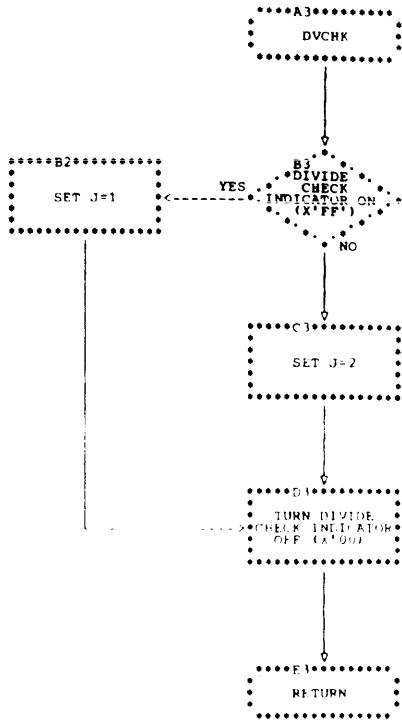 A3
DVCHK
B3
DIVIDE
CHECK
INDICATOR ON
(X'FF')
YES
NO
B2
SET J=1
C3
SET J=2
D3
TURN DIVIDE
CHECK INDICATOR
OFF (X'00)
E3
RETURN